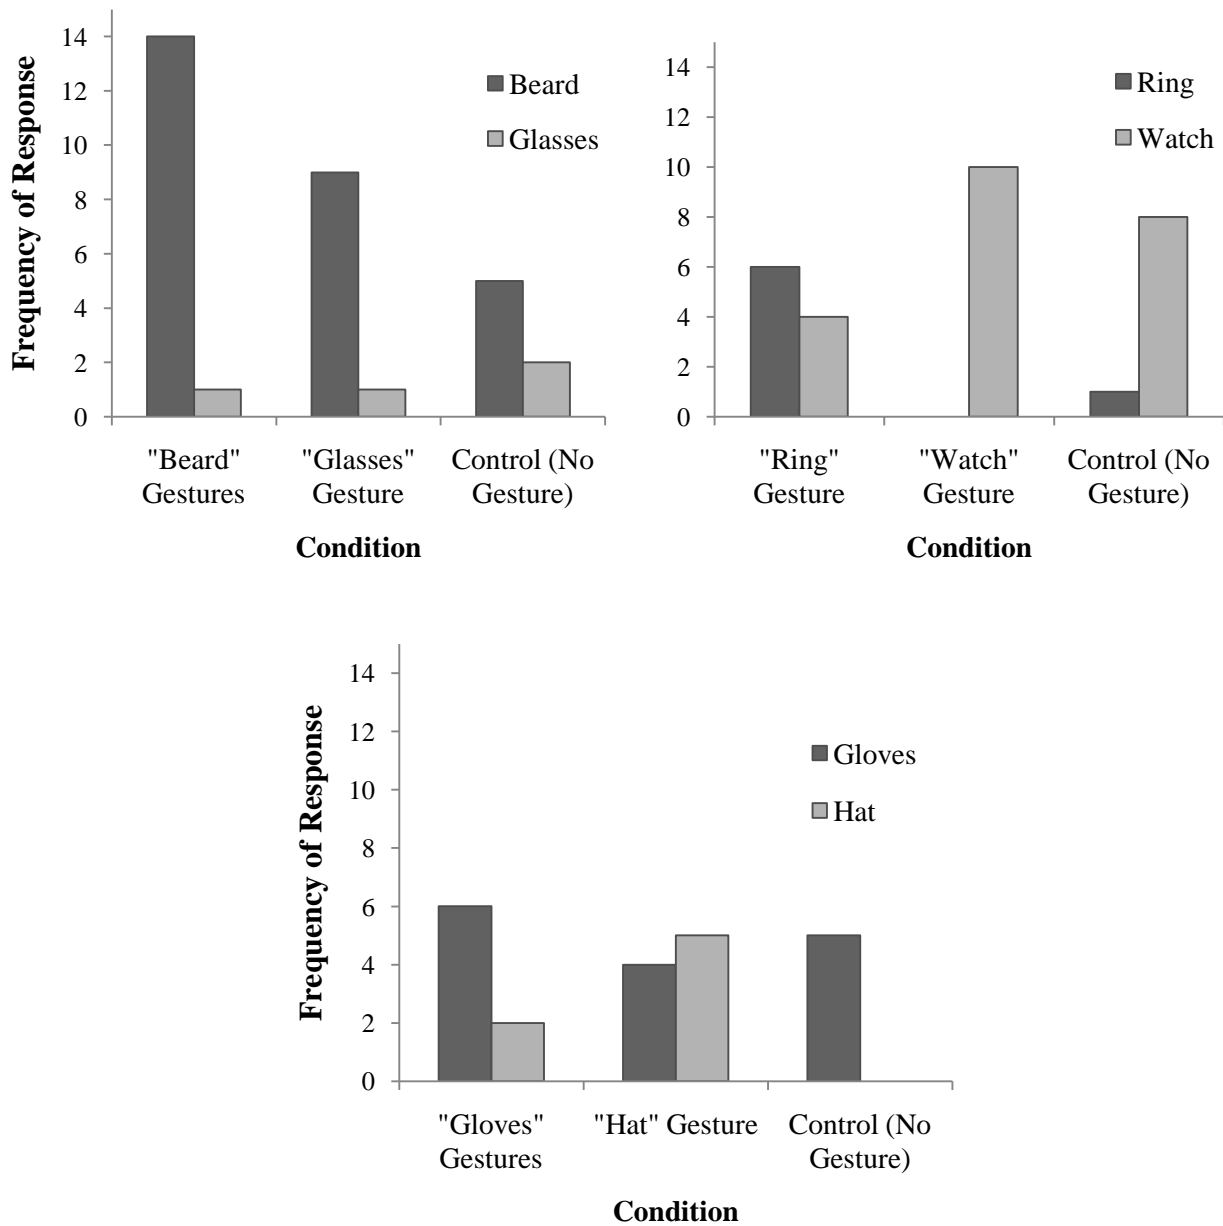 Frequency of Response
14
12
10
8
6
4
2
0
Beard
Glasses
"Beard"
Gestures
"Glasses"
Gesture
Control (No
Gesture)
Condition
14
12
10
8
6
4
2
0
Ring
Watch
"Ring"
Gesture
"Watch"
Gesture
Control (No
Gesture)
Condition
Frequency of Response
14
12
10
8
6
4
2
0
Gloves
Hat
"Gloves"
Gestures
"Hat" Gesture
Control (No
Gesture)
Condition